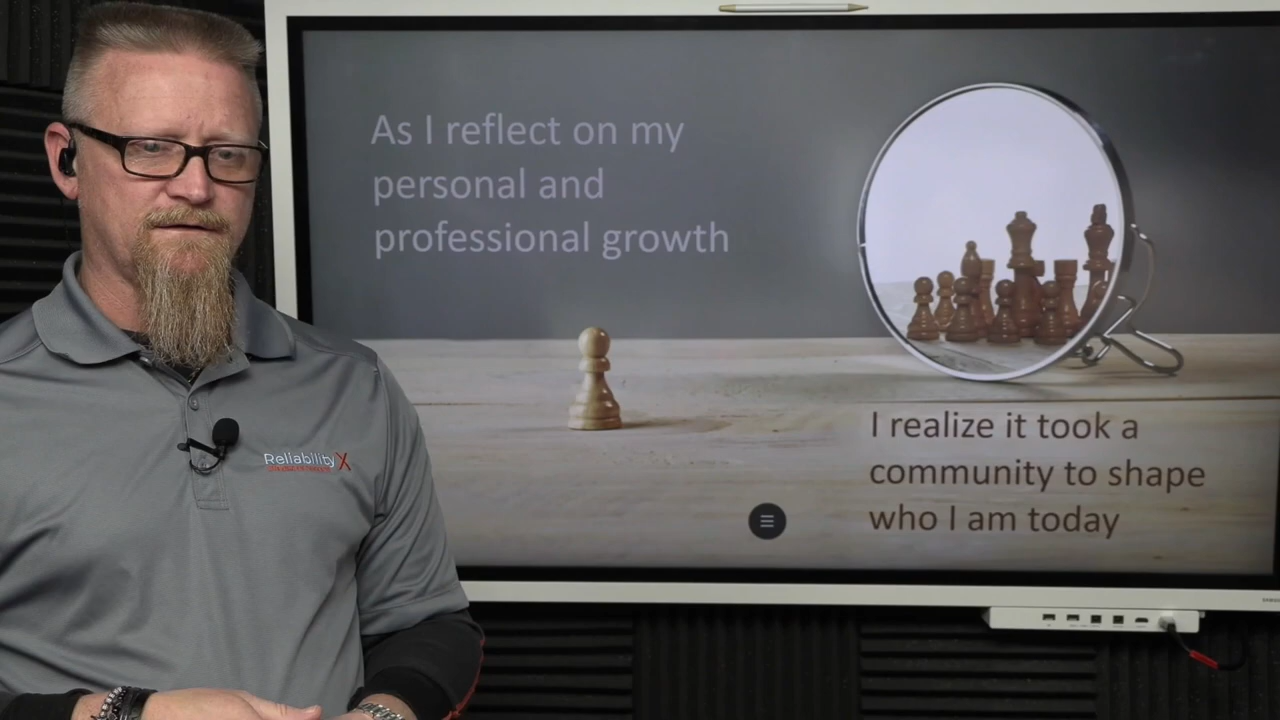 As I reflect on my
personal and
professional growth
I realize it took a
community to shape
who I am today
Reliability X